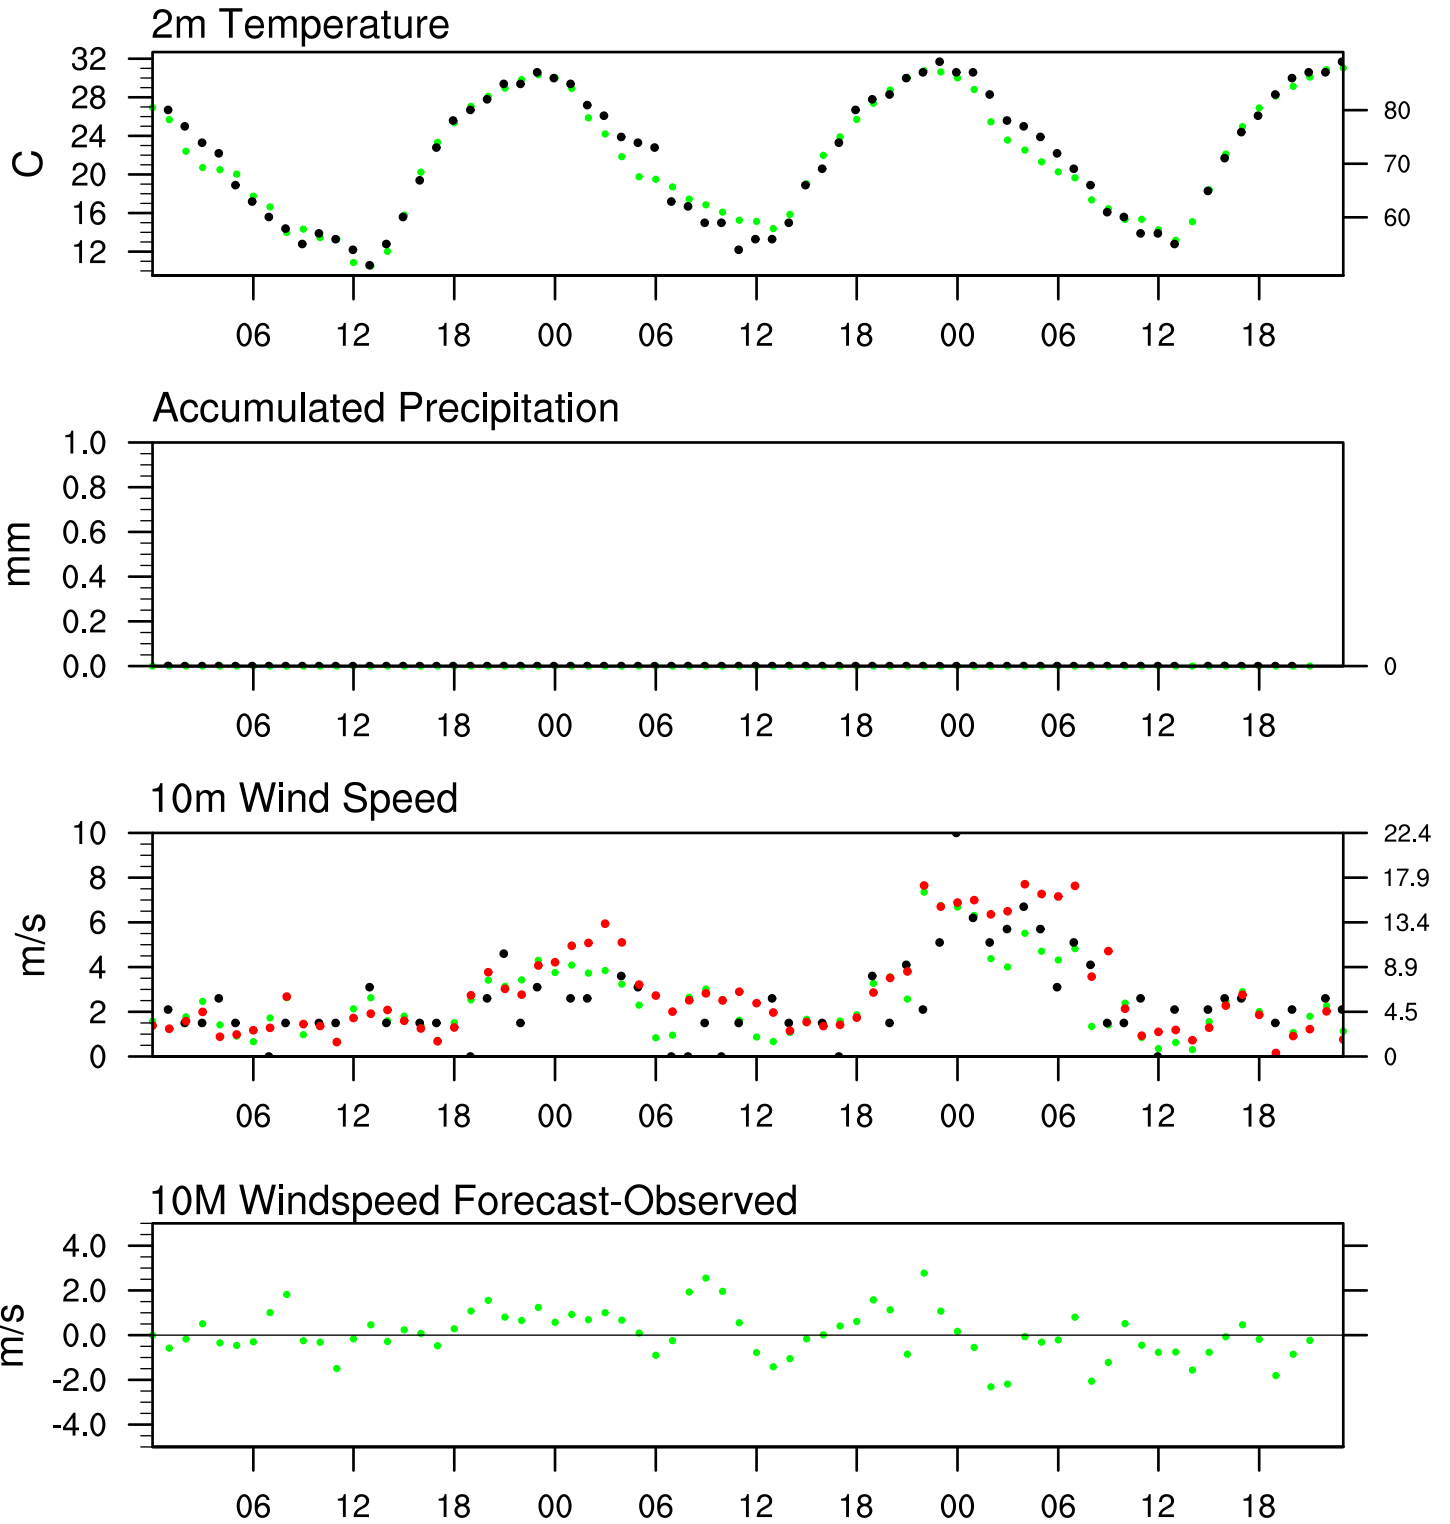 2m Temperature
32
28
24
20
16
12
C
80
70
60
06 12 18 00 06 12 18 00 06 12 18
Accumulated Precipitation
1.0
0.8
0.6
0.4
0.2
0.0
mm
0
06 12 18 00 06 12 18 00 06 12 18
10m Wind Speed
10
8
6
4
2
0
m/s
22.4
17.9
13.4
8.9
4.5
0
06 12 18 00 06 12 18 00 06 12 18
10M Windspeed Forecast-Observed
4.0
2.0
0.0
-2.0
-4.0
m/s
06 12 18 00 06 12 18 00 06 12 18